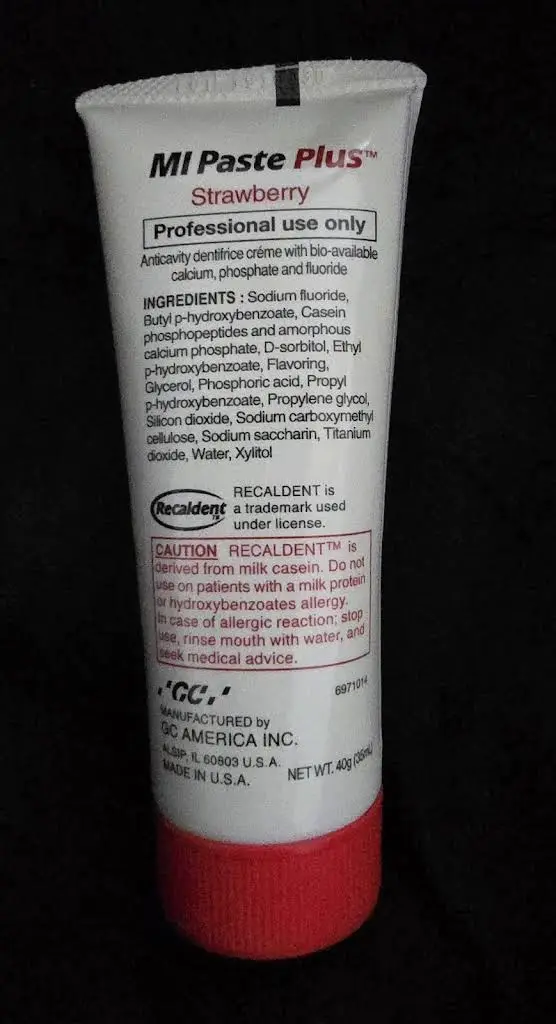 MI Paste Plus™
Strawberry
Professional use only
Anticavity dentifrice créme with bio-available
calcium, phosphate and fluoride
INGREDIENTS : Sodium fluoride,
Butyl p-hydroxybenzoate, Casein
phosphopeptides and amorphous
calcium phosphate, D-sorbitol, Ethyl
p-hydroxybenzoate, Flavoring,
Glycerol, Phosphoric acid, Propyl
p-hydroxybenzoate, Propylene glycol,
Silicon dioxide, Sodium carboxymethyl
cellulose, Sodium saccharin, Titanium
dioxide, Water, Xylitol
Recaldent™
RECALDENT is
a trademark used
under license.
CAUTION RECALDENT™ is
derived from milk casein. Do not
use on patients with a milk protein
or hydroxybenzoates allergy.
In case of allergic reaction; stop
use, rinse mouth with water, and
seek medical advice.
GC
6971014
MANUFACTURED by
GC AMERICA INC.
ALSIP, IL 60803 U.S.A.
MADE IN U.S.A.
NET WT. 40g (35mL)